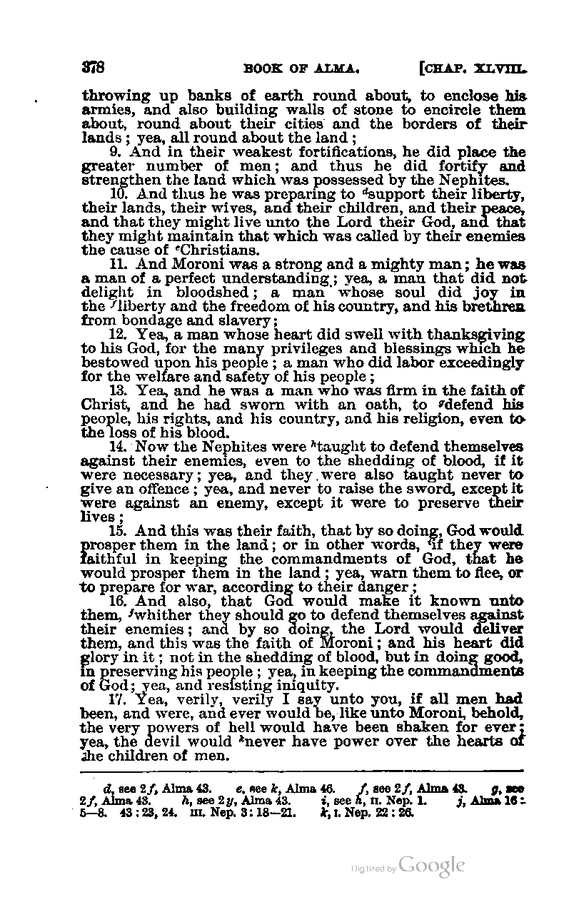 378 BOOK OF ALMA. [CHAP. XLVIII.
throwing up banks of earth round about, to enclose his
armies, and also building walls of stone to encircle them
about, round about their cities and the borders of their
lands; yea, all round about the land;
9. And in their weakest fortifications, he did place the
greater number of men; and thus he did fortify and
strengthen the land which was possessed by the Nephites.
10. And thus he was preparing to dsupport their liberty,
their lands, their wives, and their children, and their peace,
and that they might live unto the Lord their God, and that
they might maintain that which was called by their enemies
the cause of eChristians.
11. And Moroni was a strong and a mighty man; he was
a man of a perfect understanding; yea, a man that did not
delight in bloodshed; a man whose soul did joy in
the fliberty and the freedom of his country, and his brethren
from bondage and slavery;
12. Yea, a man whose heart did swell with thanksgiving
to his God, for the many privileges and blessings which he
bestowed upon his people; a man who did labor exceedingly
for the welfare and safety of his people;
13. Yea, and he was a man who was firm in the faith of
Christ, and he had sworn with an oath, to gdefend his
people, his rights, and his country, and his religion, even to
the loss of his blood.
14. Now the Nephites were htaught to defend themselves
against their enemies, even to the shedding of blood, if it
were necessary; yea, and they were also taught never to
give an offence; yea, and never to raise the sword, except it
were against an enemy, except it were to preserve their
lives;
15. And this was their faith, that by so doing, God would
prosper them in the land; or in other words, iif they were
faithful in keeping the commandments of God, that he
would prosper them in the land; yea, warn them to flee, or
to prepare for war, according to their danger;
16. And also, that God would make it known unto
them, jwhither they should go to defend themselves against
their enemies; and by so doing, the Lord would deliver
them, and this was the faith of Moroni; and his heart did
glory in it; not in the shedding of blood, but in doing good,
in preserving his people; yea, in keeping the commandments
of God; yea, and resisting iniquity.
17. Yea, verily, verily I say unto you, if all men had
been, and were, and ever would be, like unto Moroni, behold,
the very powers of hell would have been shaken for ever;
yea, the devil would knever have power over the hearts of
the children of men.
d, see 2f, Alma 43. e, see k, Alma 46. f, see 2f, Alma 43. g, see
2f, Alma 43. h, see 2y, Alma 43. i, see h, II. Nep. 1. j, Alma 16:
5—8. 43:23, 24. III. Nep. 3:18—21. k, I. Nep. 22:26.
Digitized by Google